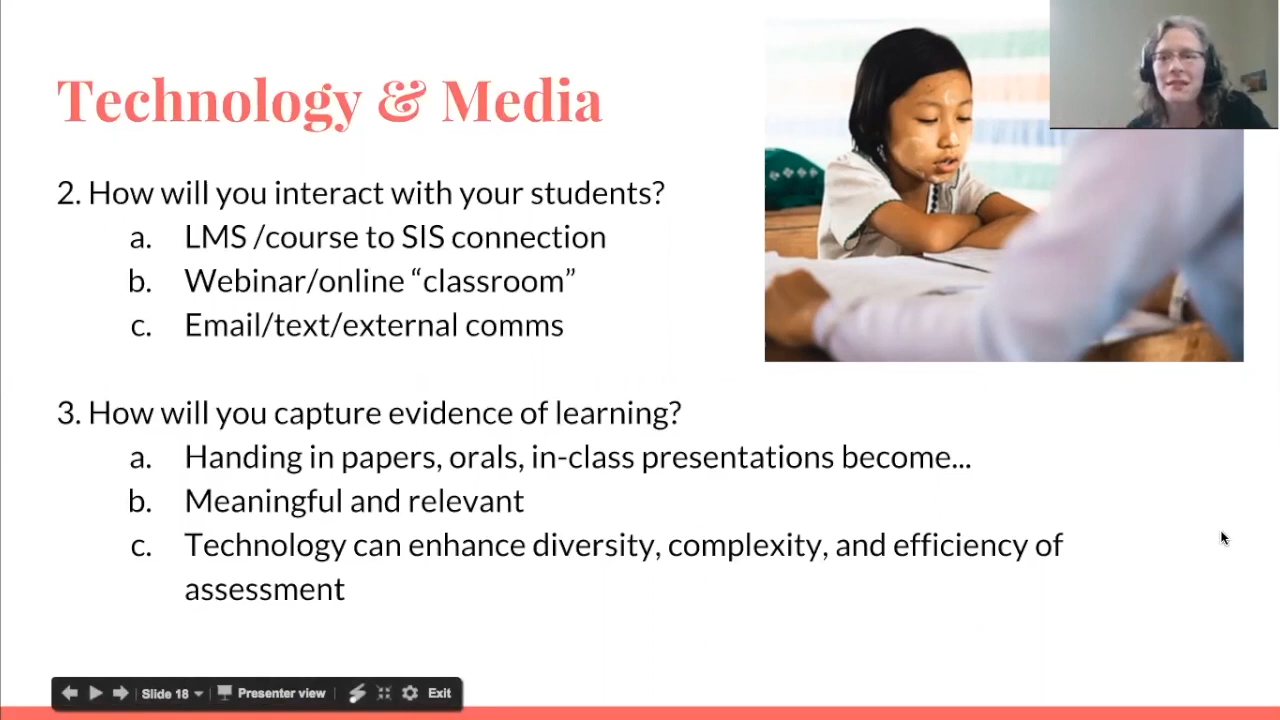 Technology & Media
2. How will you interact with your students?
a. LMS /course to SIS connection
b. Webinar/online “classroom”
c. Email/text/external comms
3. How will you capture evidence of learning?
a. Handing in papers, orals, in-class presentations become...
b. Meaningful and relevant
c. Technology can enhance diversity, complexity, and efficiency of
assessment
Slide 18
Presenter view
Exit